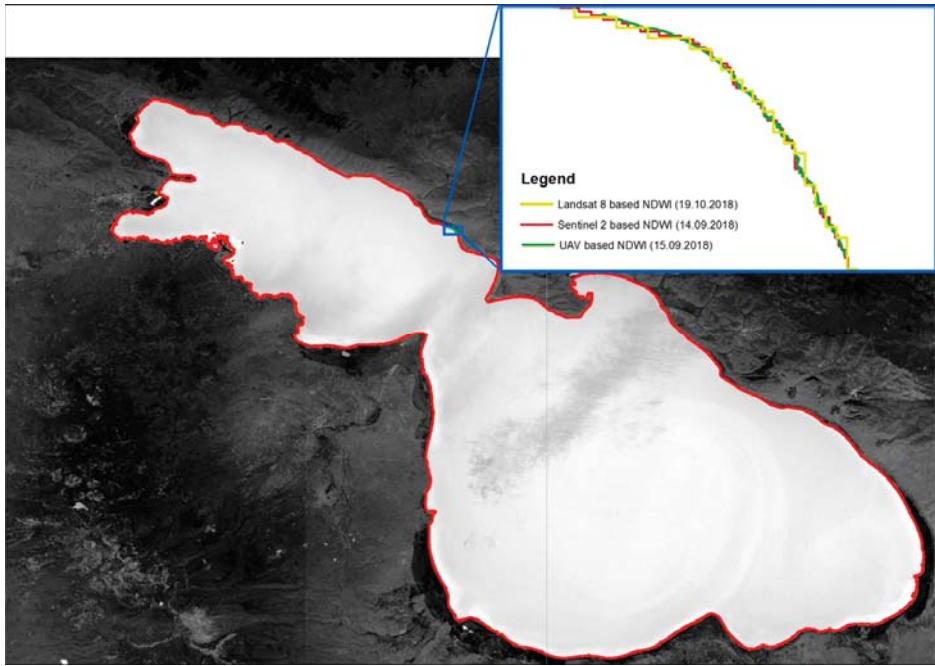 Legend
Landsat 8 based NDWI (19.10.2018)
Sentinel 2 based NDWI (14.09.2018)
UAV based NDWI (15.09.2018)